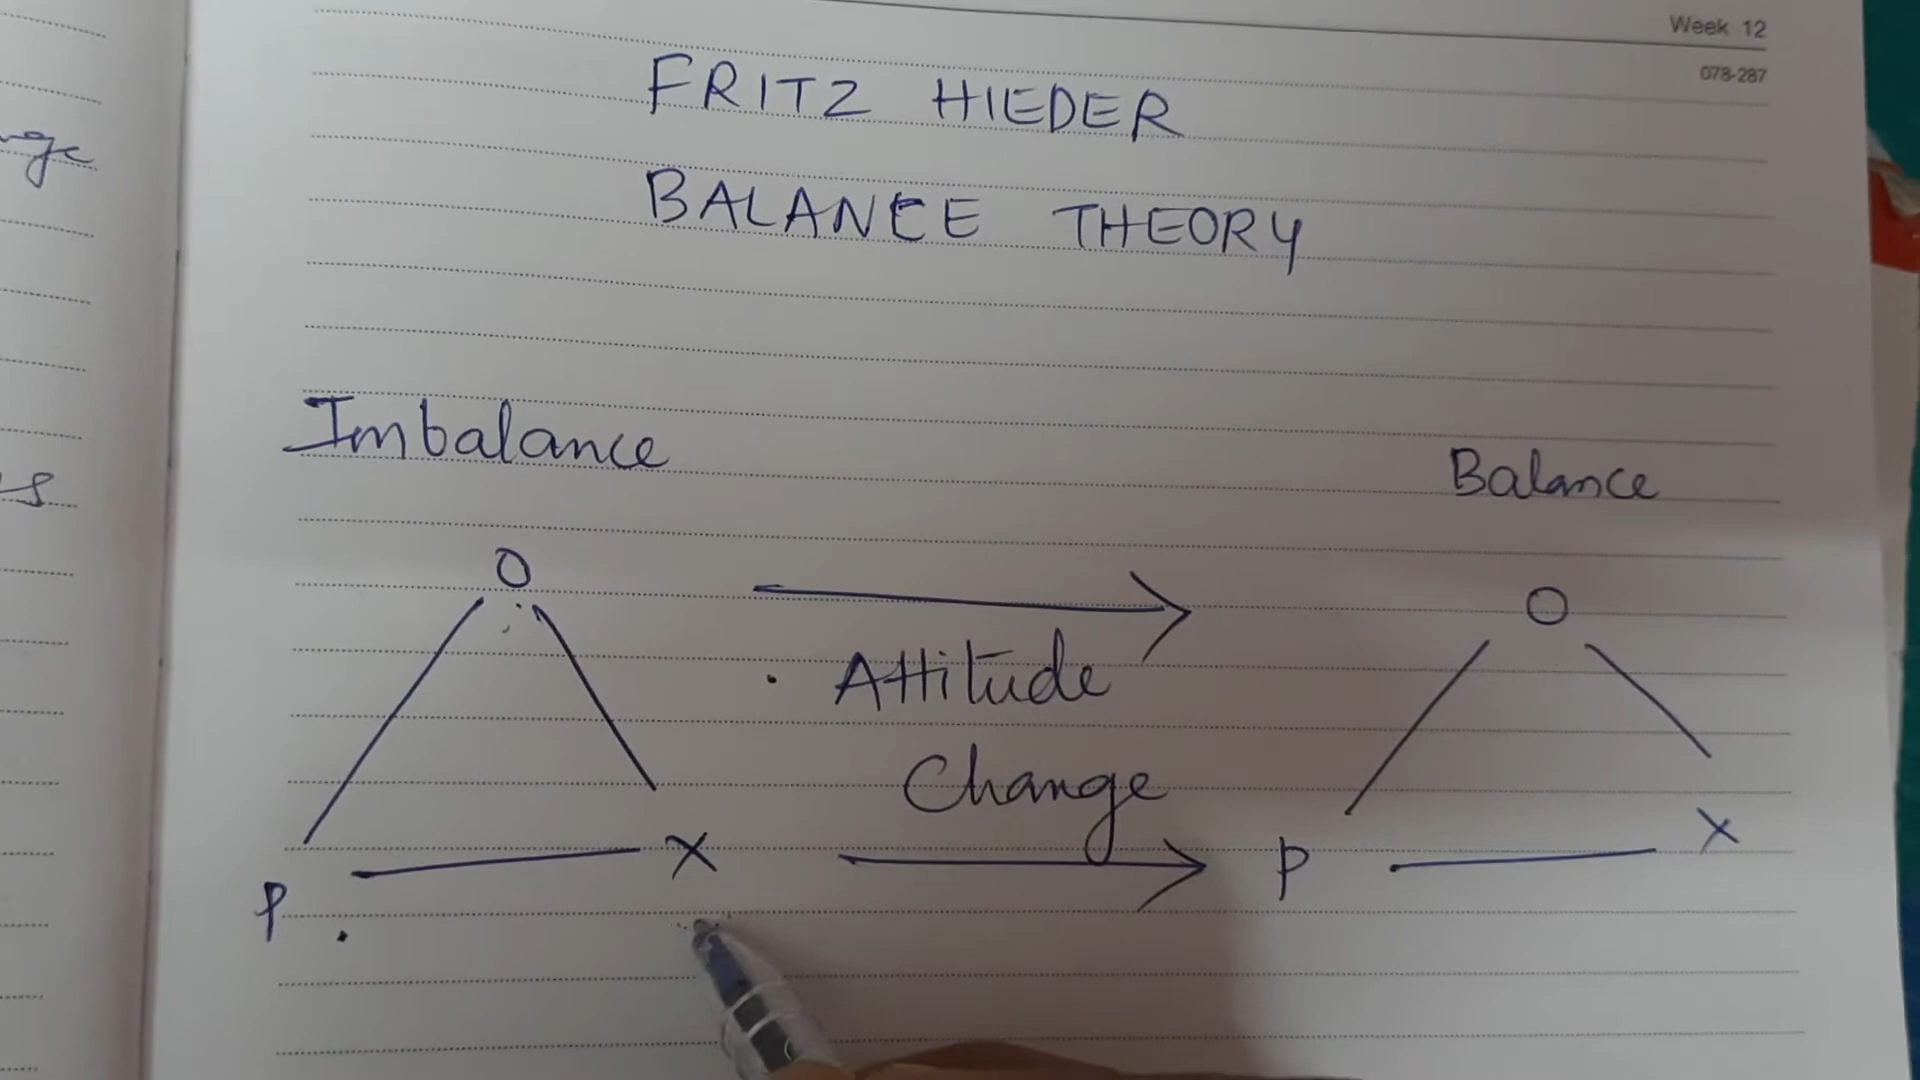 Week 12
078-287
FRITZ HIEDER
BALANCE THEORY
Imbalance
Balance
O
O
Attitude
Change
P
X
P
X